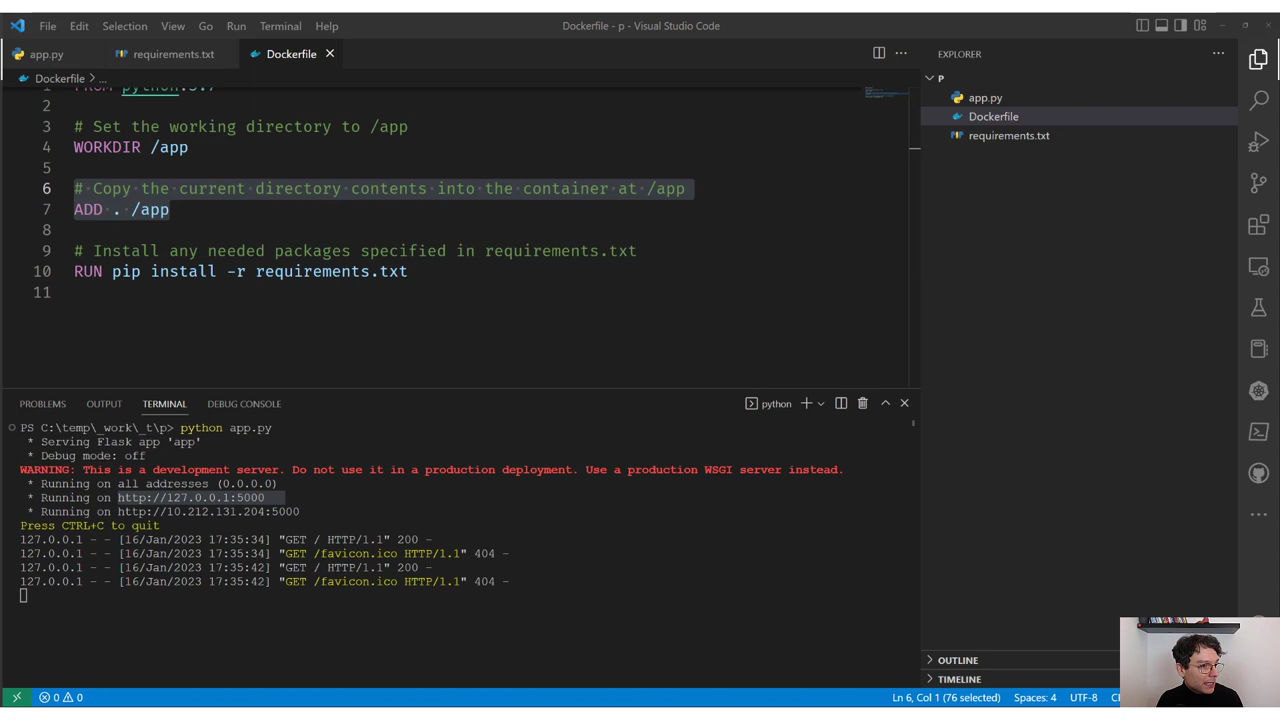 File Edit Selection View Go Run Terminal Help
Dockerfile - p - Visual Studio Code
app.py requirements.txt Dockerfile
EXPLORER
Dockerfile > ...
P
app.py
Dockerfile
requirements.txt
2
3 # Set the working directory to /app
4 WORKDIR /app
5
6 # Copy the current directory contents into the container at /app
7 ADD . /app
8
9 # Install any needed packages specified in requirements.txt
10 RUN pip install -r requirements.txt
11
PROBLEMS OUTPUT TERMINAL DEBUG CONSOLE
python
PS C:\temp\_work\_t\p> python app.py
* Serving Flask app 'app'
* Debug mode: off
WARNING: This is a development server. Do not use it in a production deployment. Use a production WSGI server instead.
* Running on all addresses (0.0.0.0)
* Running on http://127.0.0.1:5000
* Running on http://10.212.131.204:5000
Press CTRL+C to quit
127.0.0.1 - - [16/Jan/2023 17:35:34] "GET / HTTP/1.1" 200 -
127.0.0.1 - - [16/Jan/2023 17:35:34] "GET /favicon.ico HTTP/1.1" 404 -
127.0.0.1 - - [16/Jan/2023 17:35:42] "GET / HTTP/1.1" 200 -
127.0.0.1 - - [16/Jan/2023 17:35:42] "GET /favicon.ico HTTP/1.1" 404 -
OUTLINE
TIMELINE
0 0
Ln 6, Col 1 (76 selected) Spaces: 4 UTF-8